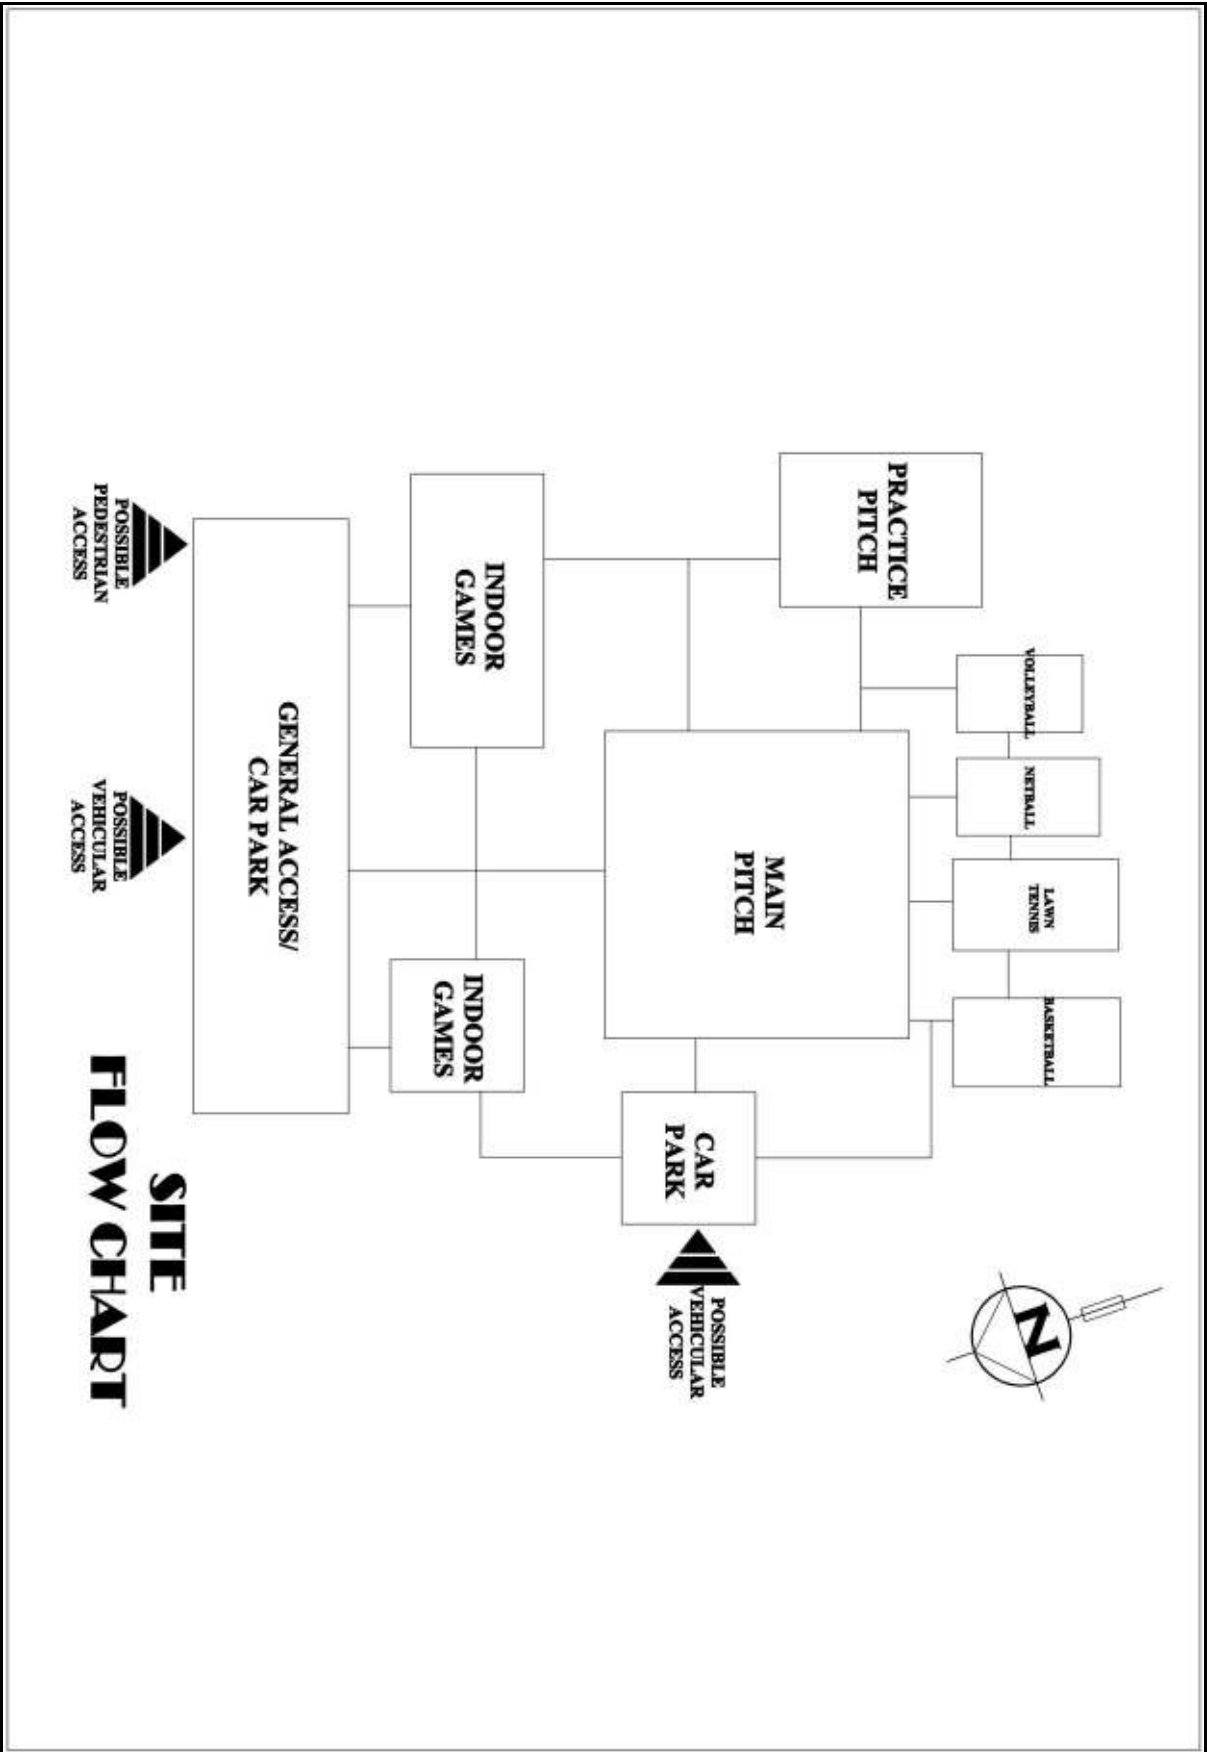 PRACTICE
PITCH
VOLLEYBALL
NETBALL
LAWN
TENNIS
BASKETBALL
INDOOR
GAMES
MAIN
PITCH
INDOOR
GAMES
CAR
PARK
POSSIBLE
VEHICULAR
ACCESS
GENERAL ACCESS/
CAR PARK
POSSIBLE
PEDESTRIAN
ACCESS
POSSIBLE
VEHICULAR
ACCESS
N
SITE
FLOW CHART